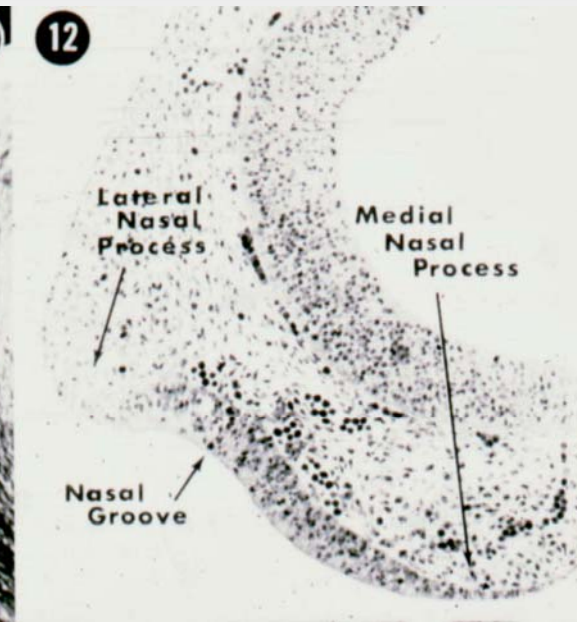 12
Lateral
Nasal
Process
Medial
Nasal
Process
Nasal
Groove